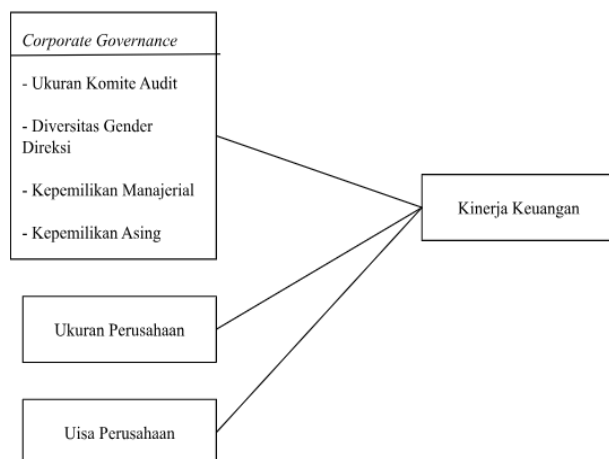 Corporate Governance
- Ukuran Komite Audit
- Diversitas Gender
Direksi
- Kepemilikan Manajerial
- Kepemilikan Asing
Kinerja Keuangan
Ukuran Perusahaan
Uisa Perusahaan